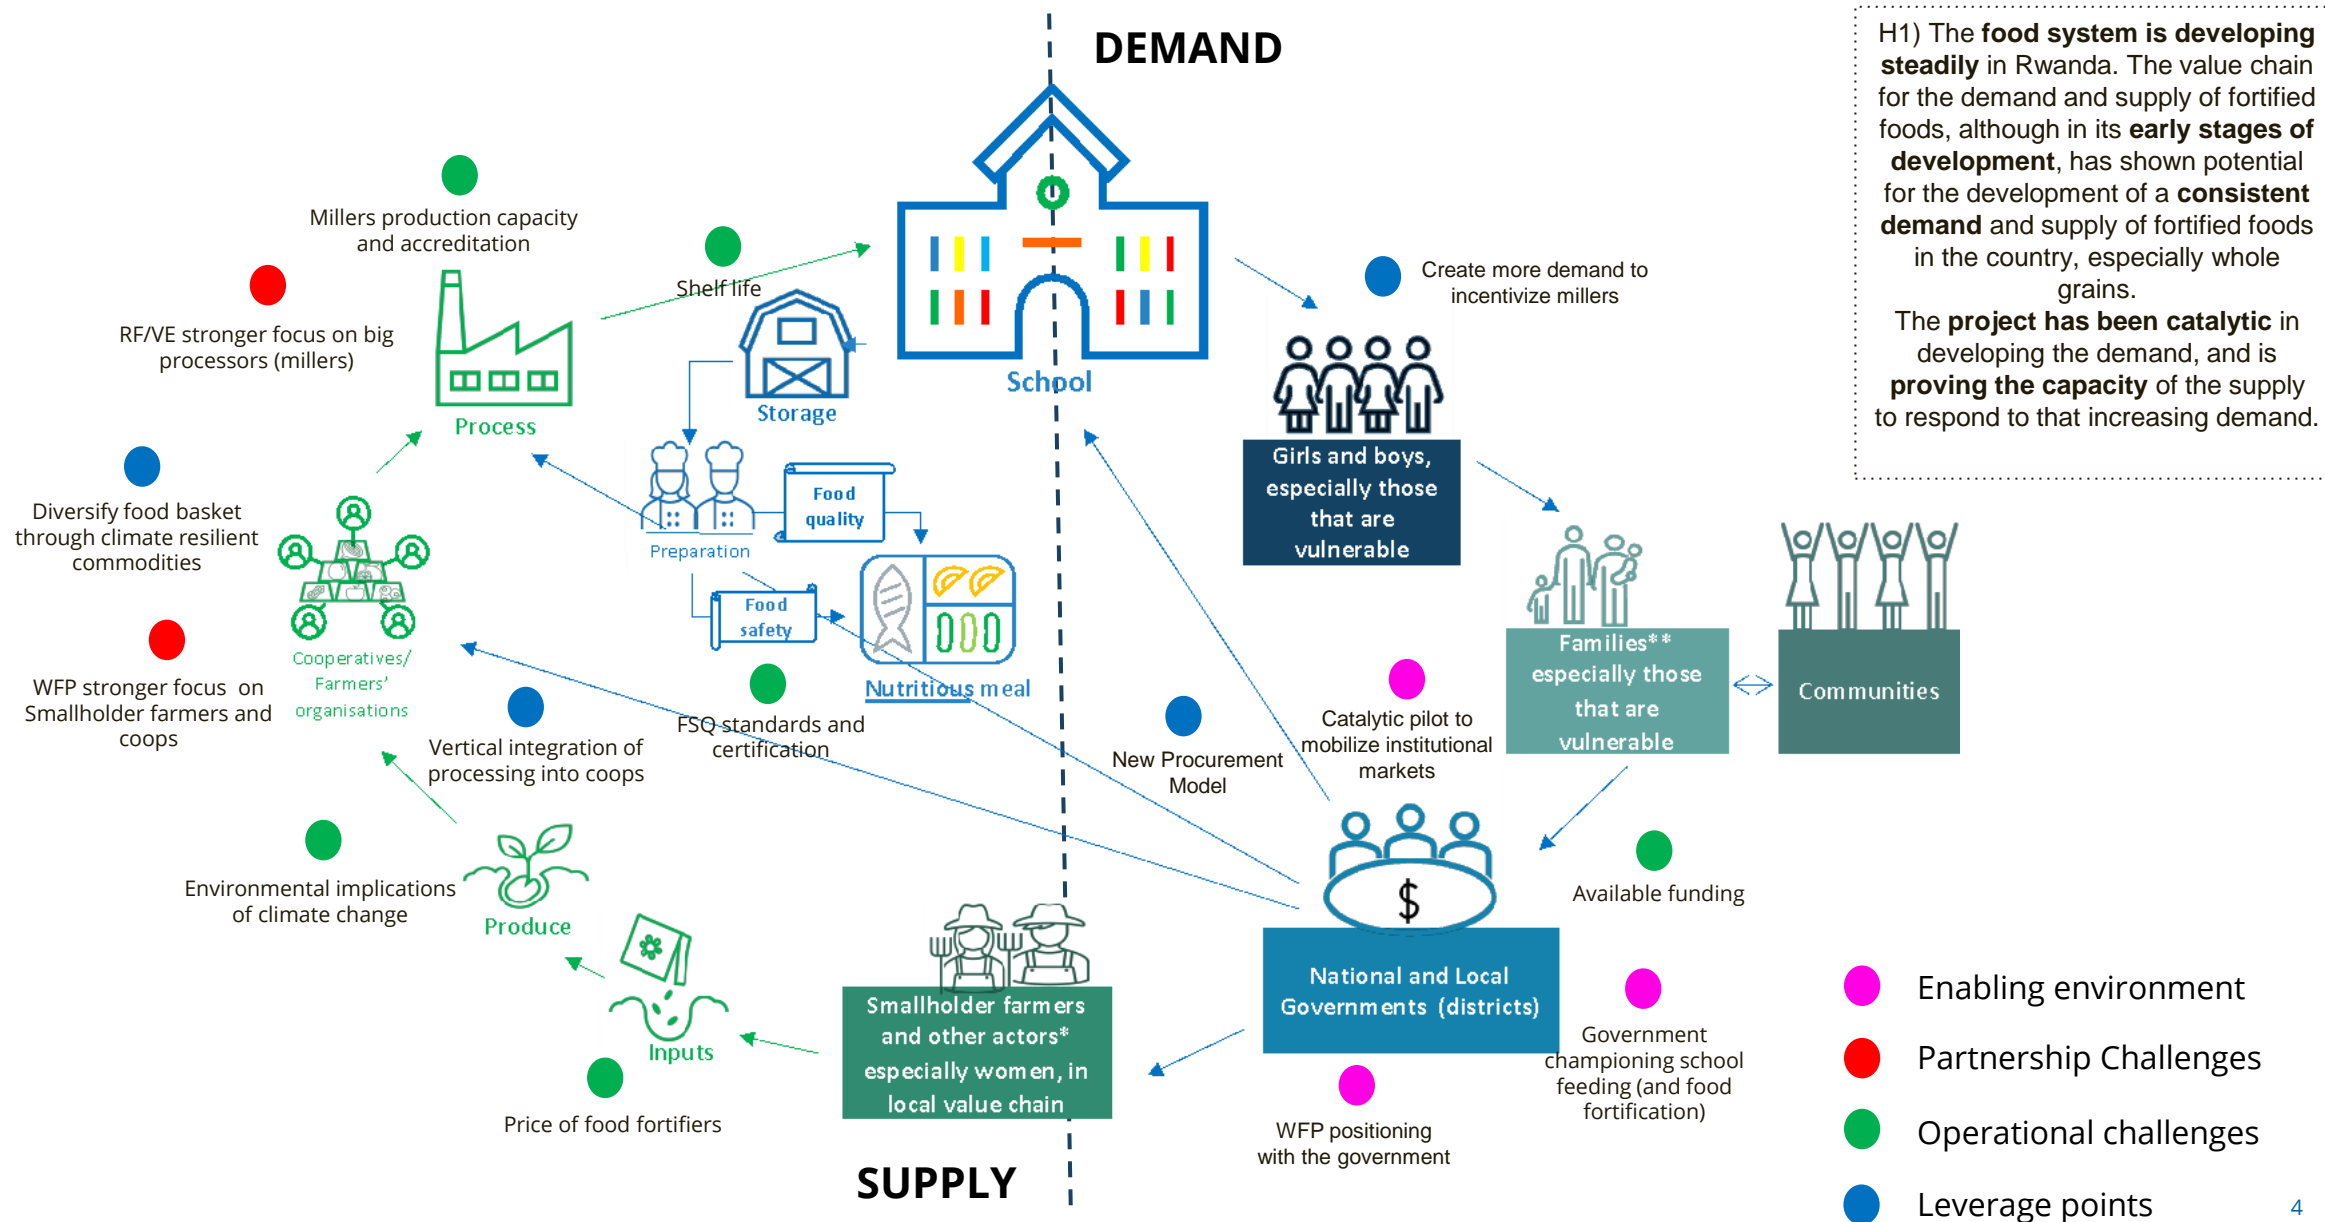 DEMAND
H1) The food system is developing
steadily in Rwanda. The value chain
for the demand and supply of fortified
foods, although in its early stages of
development, has shown potential
for the development of a consistent
demand and supply of fortified foods
in the country, especially whole
grains.
The project has been catalytic in
developing the demand, and is
proving the capacity of the supply
to respond to that increasing demand.
Millers production capacity
and accreditation
Shelf life
RF/VE stronger focus on big
processors (millers)
Process
Storage
School
Create more demand to
incentivize millers
Diversify food basket
through climate resilient
commodities
Preparation
Food
quality
Food
safety
Nutritious meal
Girls and boys,
especially those
that are
vulnerable
Families**
especially those
that are
vulnerable
Communities
WFP stronger focus on
Smallholder farmers and
coops
Cooperatives/
Farmers'
organisations
Vertical integration of
processing into coops
FSQ standards and
certification
New Procurement
Model
Catalytic pilot to
mobilize institutional
markets
Environmental implications
of climate change
Produce
Available funding
$
Inputs
Price of food fortifiers
Smallholder farmers
and other actors*
especially women, in
local value chain
National and Local
Governments (districts)
Government
championing school
feeding (and food
fortification)
WFP positioning
with the government
SUPPLY
Enabling environment
Partnership Challenges
Operational challenges
Leverage points
4